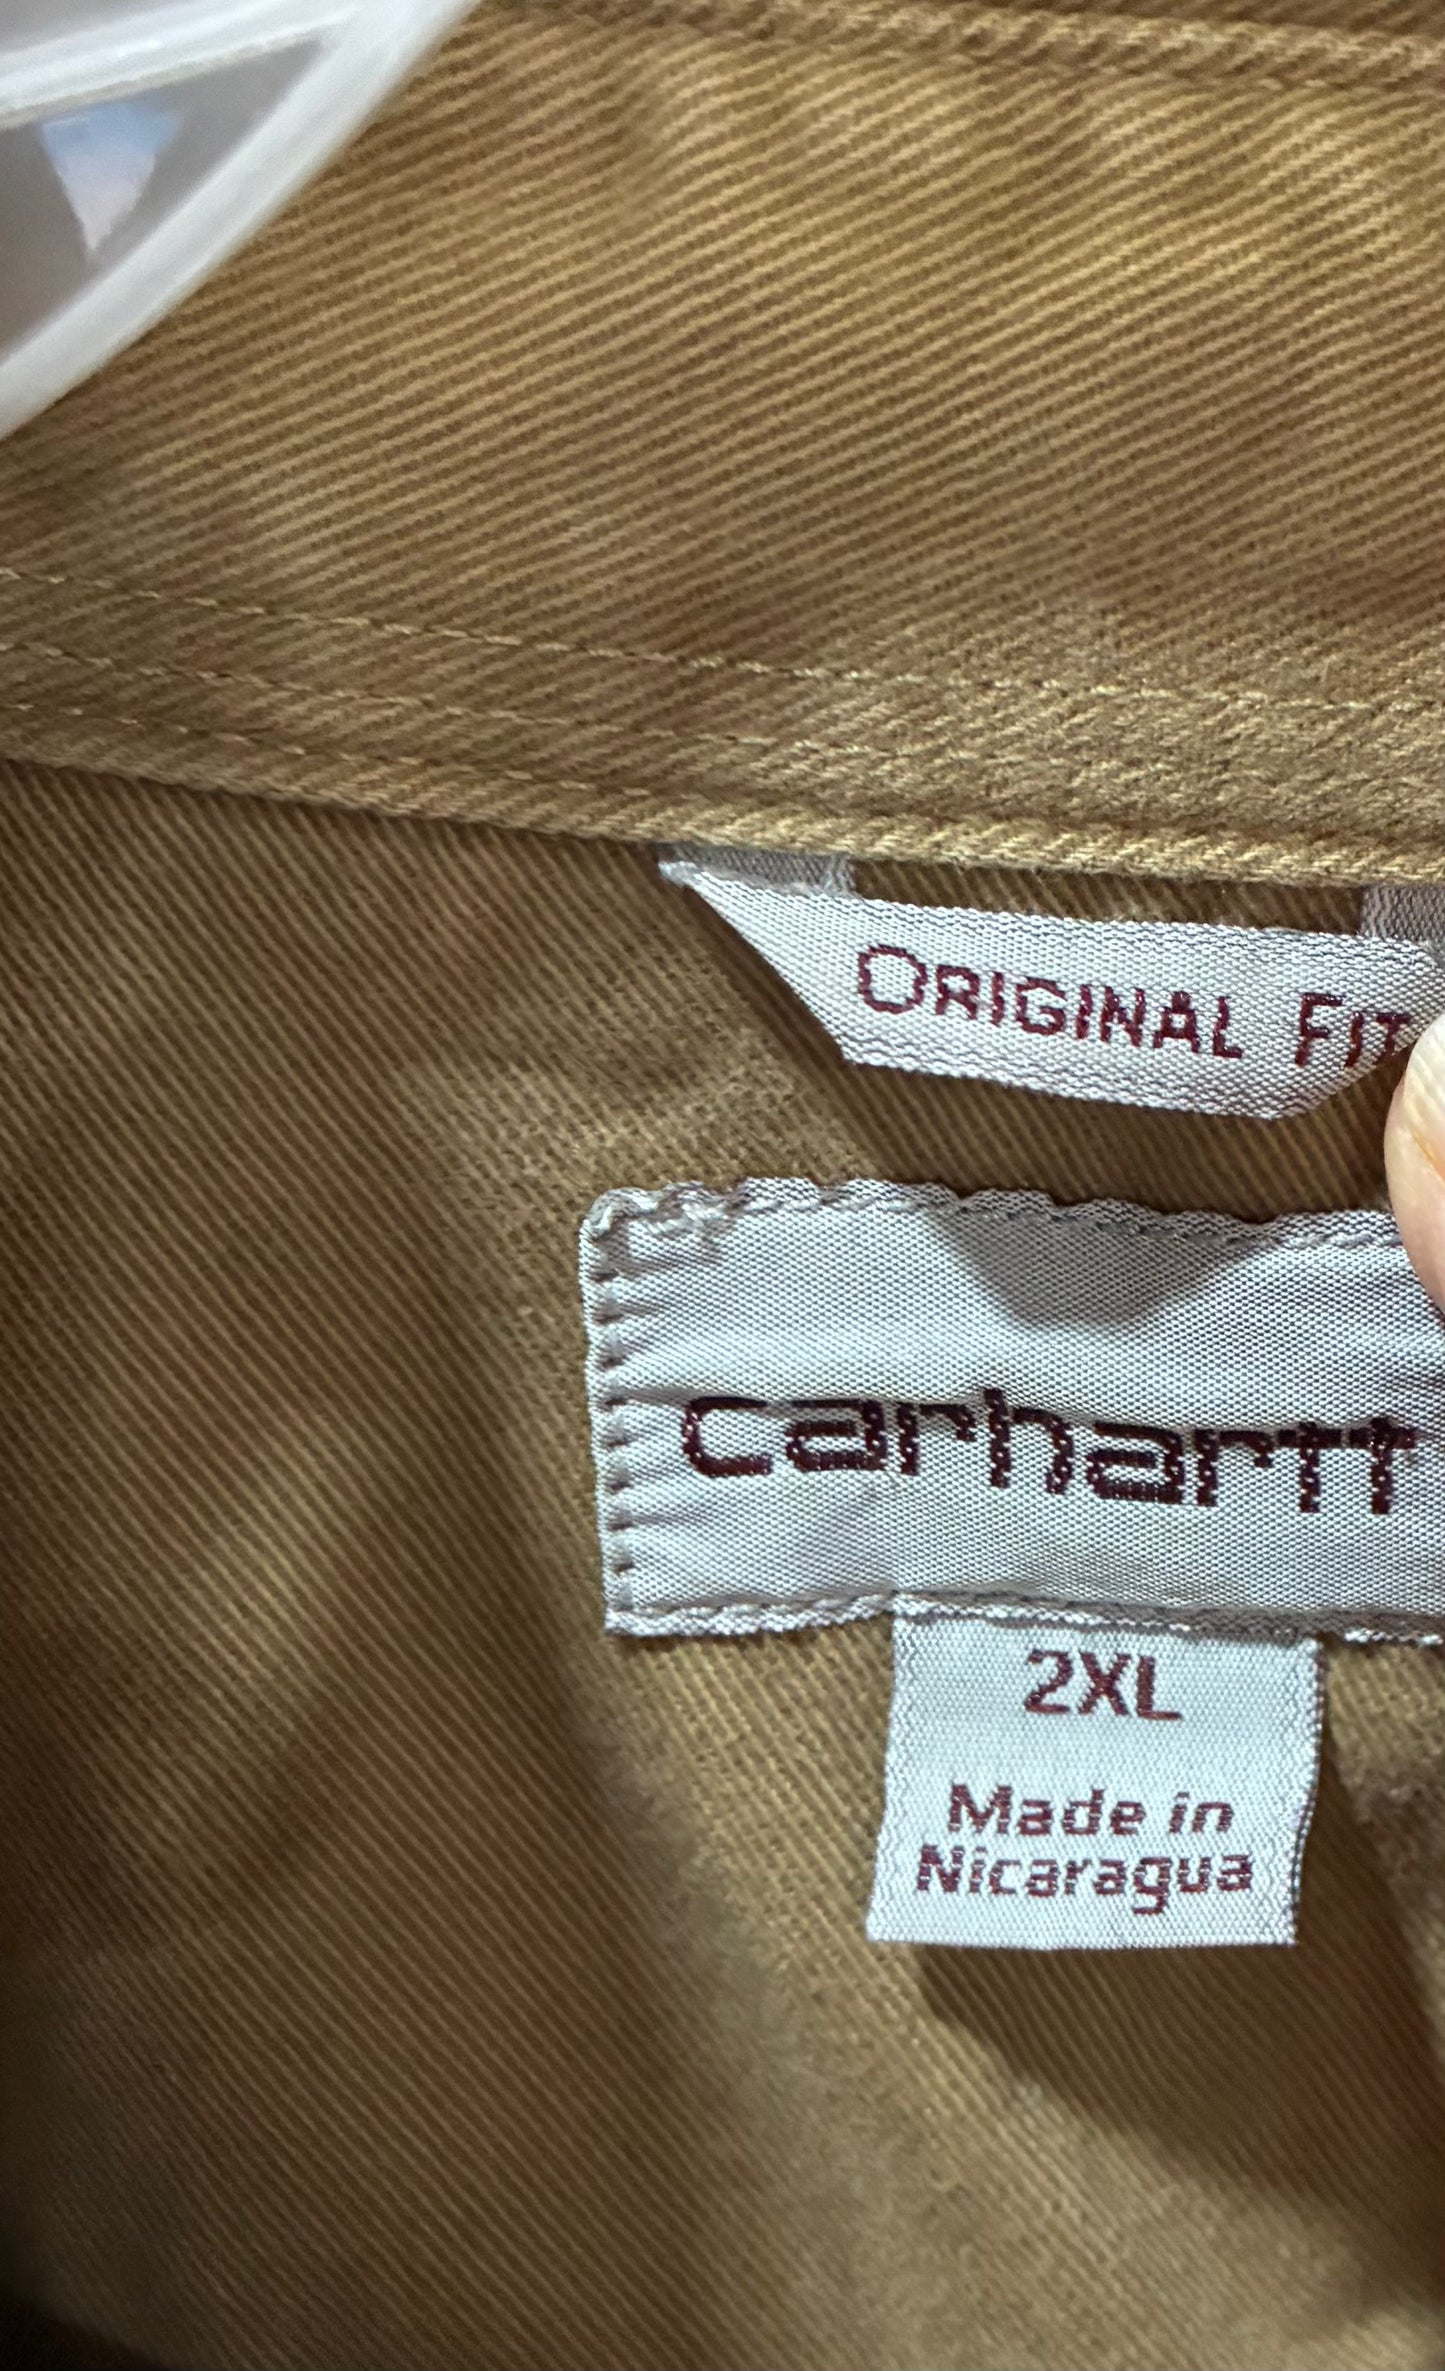 ORIGINAL FIT
carhartt
2XL
Made in
Nicaragua